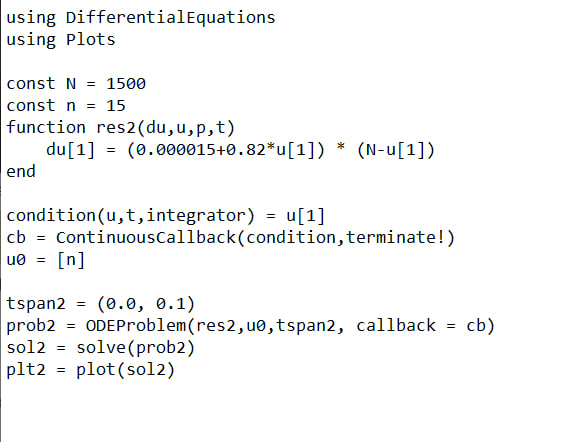 using DifferentialEquations
using Plots

const N = 1500
const n = 15
function res2(du,u,p,t)
    du[1] = (0.000015+0.82*u[1]) * (N-u[1])
end

condition(u,t,integrator) = u[1]
cb = ContinuousCallback(condition,terminate!)
u0 = [n]

tspan2 = (0.0, 0.1)
prob2 = ODEProblem(res2,u0,tspan2, callback = cb)
sol2 = solve(prob2)
plt2 = plot(sol2)